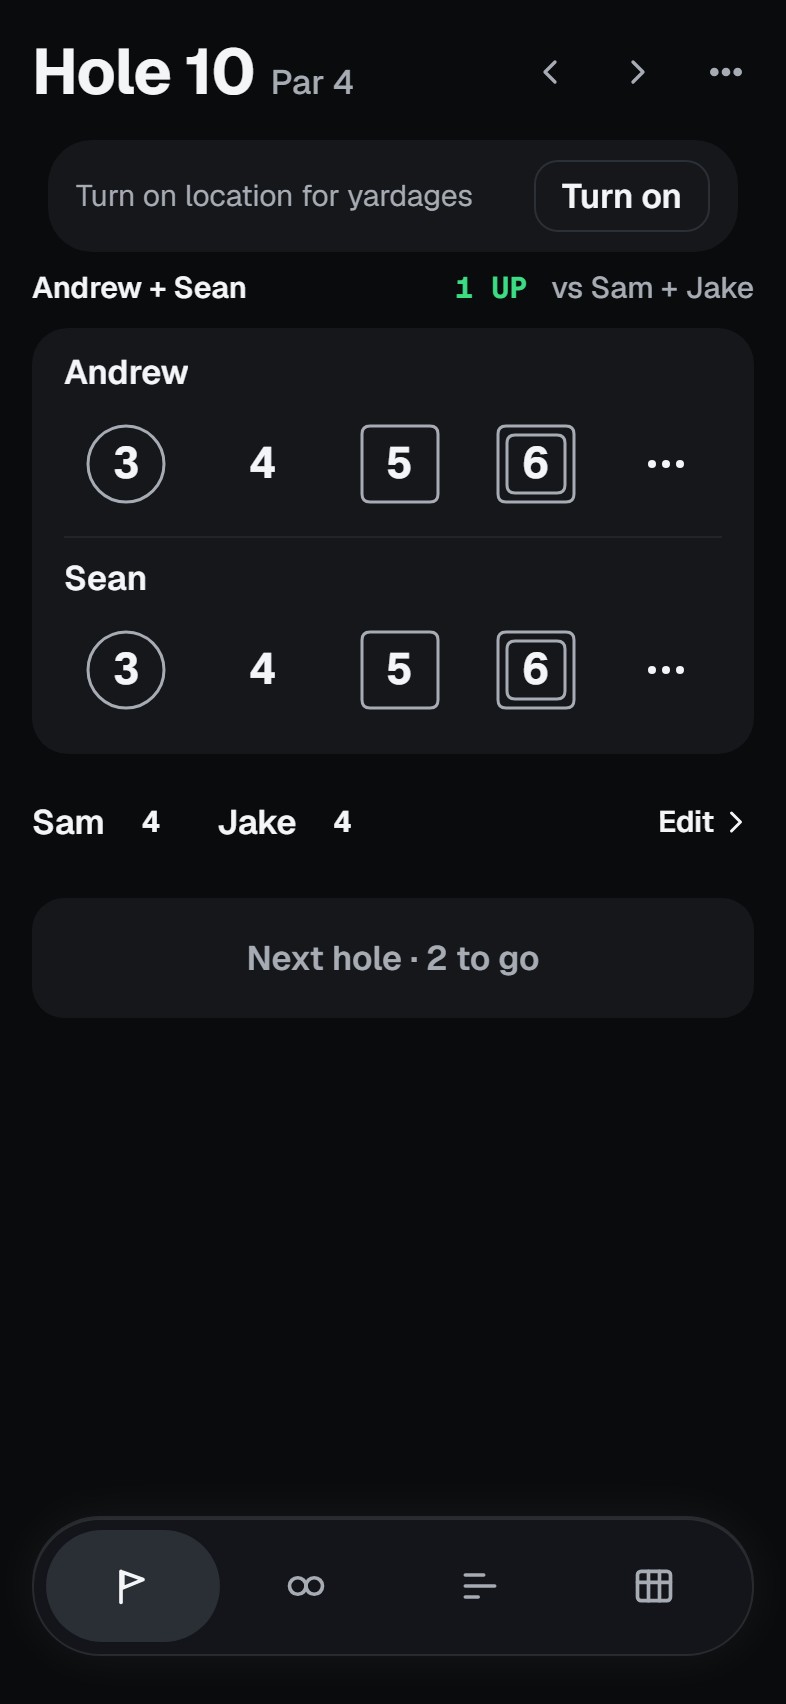 Hole 10 Par 4
Turn on location for yardages Turn on
Andrew + Sean 1 UP vs Sam + Jake
Andrew
3 4 5 6
Sean
3 4 5 6
Sam 4 Jake 4 Edit
Next hole · 2 to go